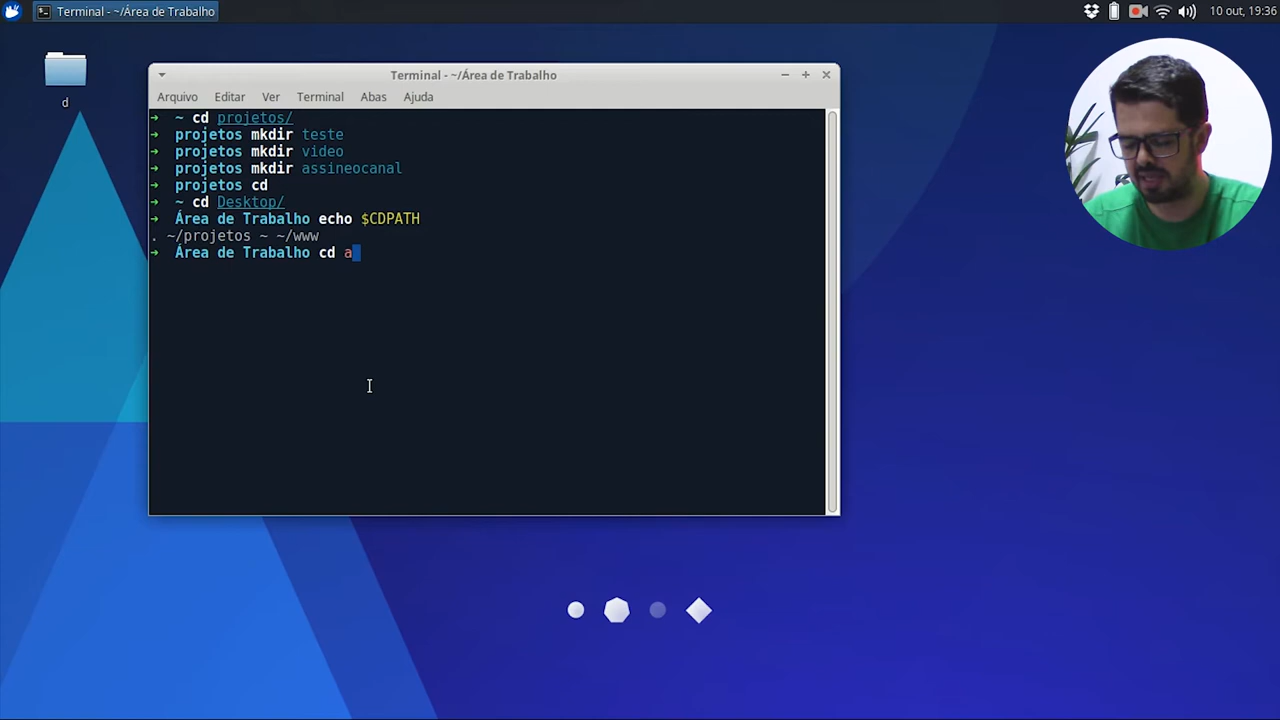 Terminal - ~/Área de Trabalho
10 out, 19:36
d
Terminal - ~/Área de Trabalho
Arquivo Editar Ver Terminal Abas Ajuda
➜ ~ cd projetos/
➜ projetos mkdir teste
➜ projetos mkdir video
➜ projetos mkdir assineocanal
➜ projetos cd
➜ ~ cd Desktop/
➜ Área de Trabalho echo $CDPATH
. ~/projetos ~ ~/www
➜ Área de Trabalho cd a